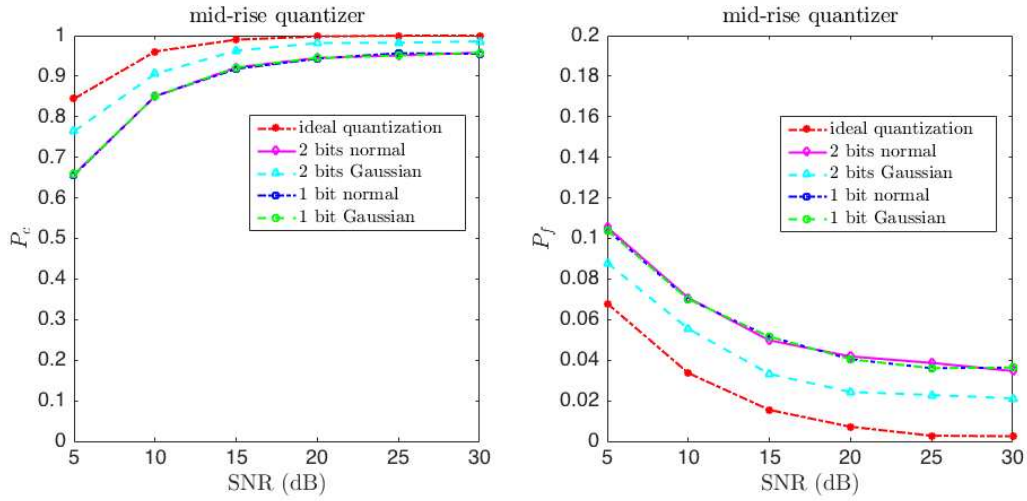 mid-rise quantizer
1
0.9
0.8
0.7
0.6
0.5
0.4
0.3
0.2
0.1
0
P_c
ideal quantization
2 bits normal
2 bits Gaussian
1 bit normal
1 bit Gaussian
5 10 15 20 25 30
SNR (dB)
mid-rise quantizer
0.2
0.18
0.16
0.14
0.12
0.1
0.08
0.06
0.04
0.02
0
P_f
ideal quantization
2 bits normal
2 bits Gaussian
1 bit normal
1 bit Gaussian
5 10 15 20 25 30
SNR (dB)